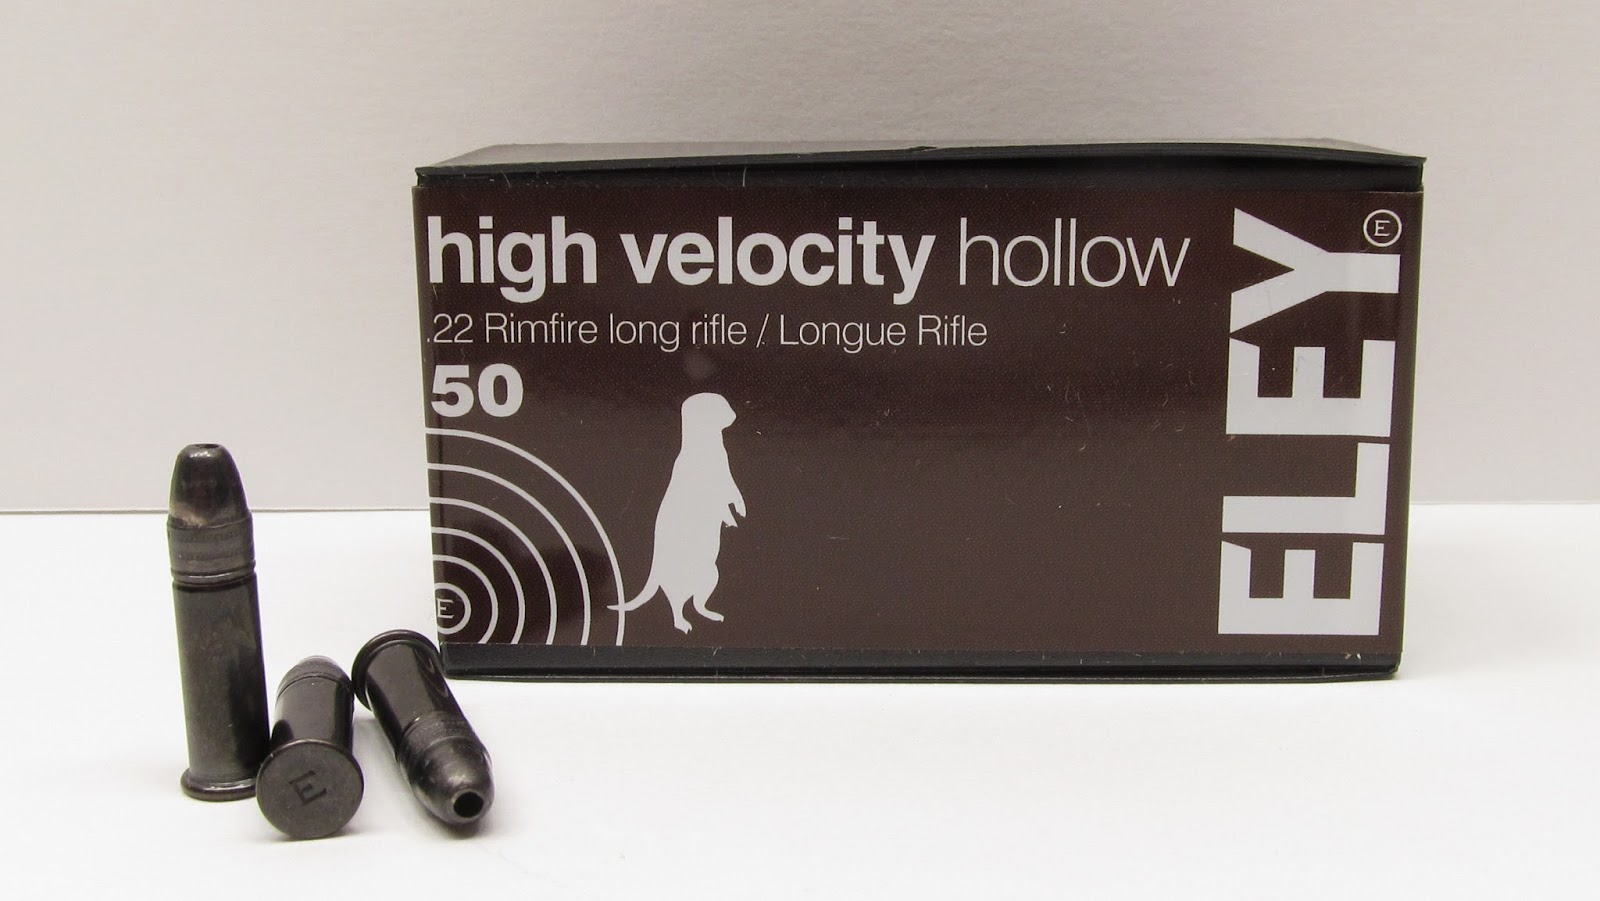 high velocity hollow
.22 Rimfire long rifle / Longue Rifle
50
E
ELEY
E
E